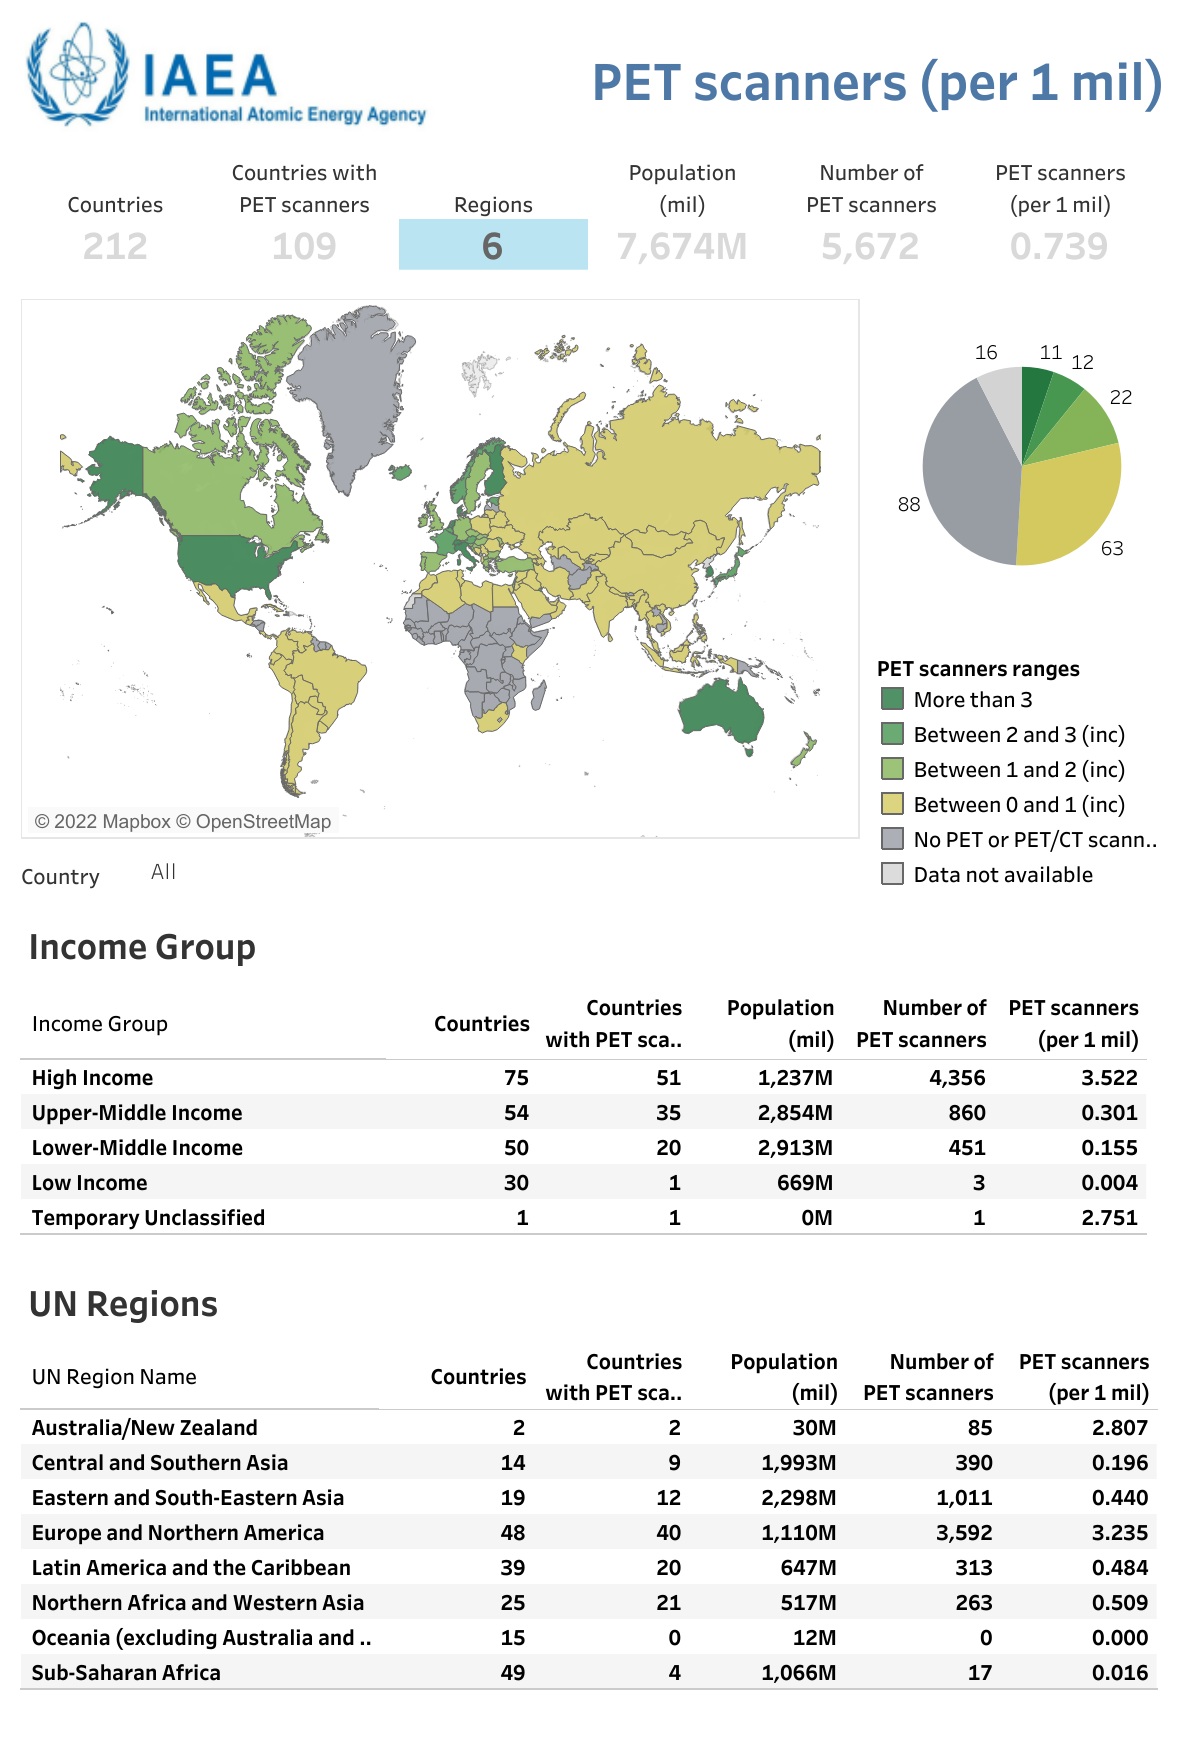 IAEA
International Atomic Energy Agency
PET scanners (per 1 mil)
Countries
212
Countries with
PET scanners
109
Regions
6
Population
(mil)
7,674M
Number of
PET scanners
5,672
PET scanners
(per 1 mil)
0.739
© 2022 Mapbox © OpenStreetMap
16
11
12
22
88
63
PET scanners ranges
More than 3
Between 2 and 3 (inc)
Between 1 and 2 (inc)
Between 0 and 1 (inc)
No PET or PET/CT scann..
Data not available
Country All
Income Group
Income Group Countries Countries with PET sca.. Population (mil) Number of PET scanners PET scanners (per 1 mil)
High Income 75 51 1,237M 4,356 3.522
Upper-Middle Income 54 35 2,854M 860 0.301
Lower-Middle Income 50 20 2,913M 451 0.155
Low Income 30 1 669M 3 0.004
Temporary Unclassified 1 1 0M 1 2.751
UN Regions
UN Region Name Countries Countries with PET sca.. Population (mil) Number of PET scanners PET scanners (per 1 mil)
Australia/New Zealand 2 2 30M 85 2.807
Central and Southern Asia 14 9 1,993M 390 0.196
Eastern and South-Eastern Asia 19 12 2,298M 1,011 0.440
Europe and Northern America 48 40 1,110M 3,592 3.235
Latin America and the Caribbean 39 20 647M 313 0.484
Northern Africa and Western Asia 25 21 517M 263 0.509
Oceania (excluding Australia and .. 15 0 12M 0 0.000
Sub-Saharan Africa 49 4 1,066M 17 0.016